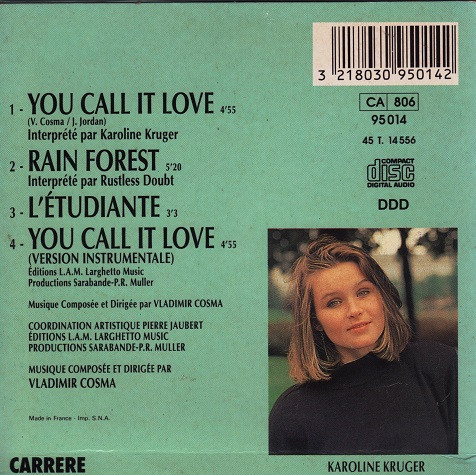 3 218030 950142
1 - YOU CALL IT LOVE 4'55
(V. Cosma / J. Jordan)
Interprété par Karoline Kruger
2 - RAIN FOREST 5'20
Interprété par Rustless Doubt
3 - L'ÉTUDIANTE 3'3
4 - YOU CALL IT LOVE 4'55
(VERSION INSTRUMENTALE)
Éditions L.A.M. Larghetto Music
Productions Sarabande-P.R. Muller
Musique Composée et Dirigée par VLADIMIR COSMA
COORDINATION ARTISTIQUE PIERRE JAUBERT
ÉDITIONS L.A.M. LARGHETTO MUSIC
PRODUCTIONS SARABANDE-P.R. MULLER
MUSIQUE COMPOSÉE ET DIRIGÉE PAR
VLADIMIR COSMA
Made in France - Imp. S.N.A.
CARRERE
CA 806
95014
45 T. 14556
COMPACT
disc
DIGITAL AUDIO
DDD
KAROLINE KRUGER